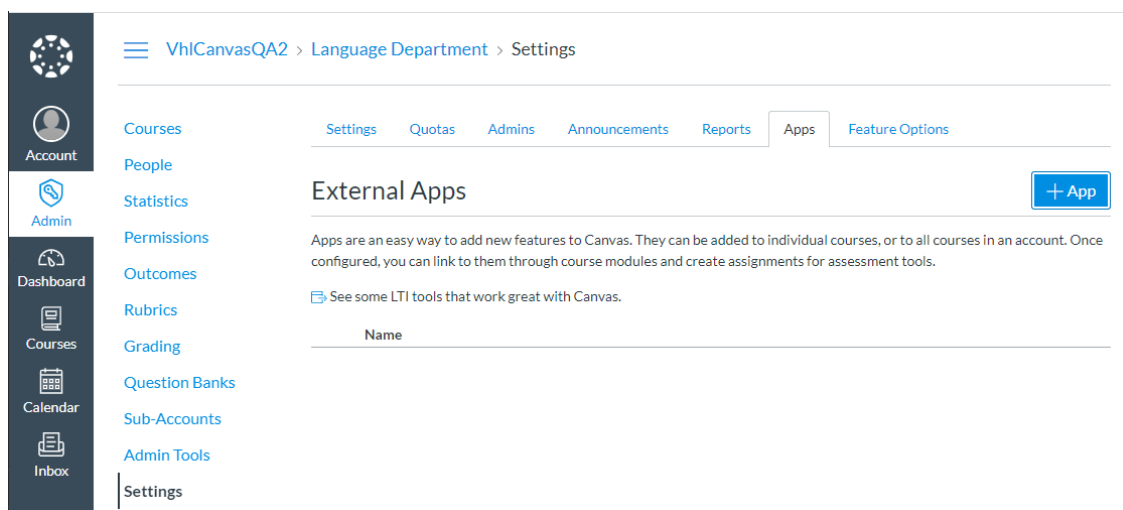 VhlCanvasQA2 > Language Department > Settings
Account
Admin
Dashboard
Courses
Calendar
Inbox
Courses
People
Statistics
Permissions
Outcomes
Rubrics
Grading
Question Banks
Sub-Accounts
Admin Tools
Settings
Settings Quotas Admins Announcements Reports Apps Feature Options
External Apps
+ App
Apps are an easy way to add new features to Canvas. They can be added to individual courses, or to all courses in an account. Once
configured, you can link to them through course modules and create assignments for assessment tools.
See some LTI tools that work great with Canvas.
Name